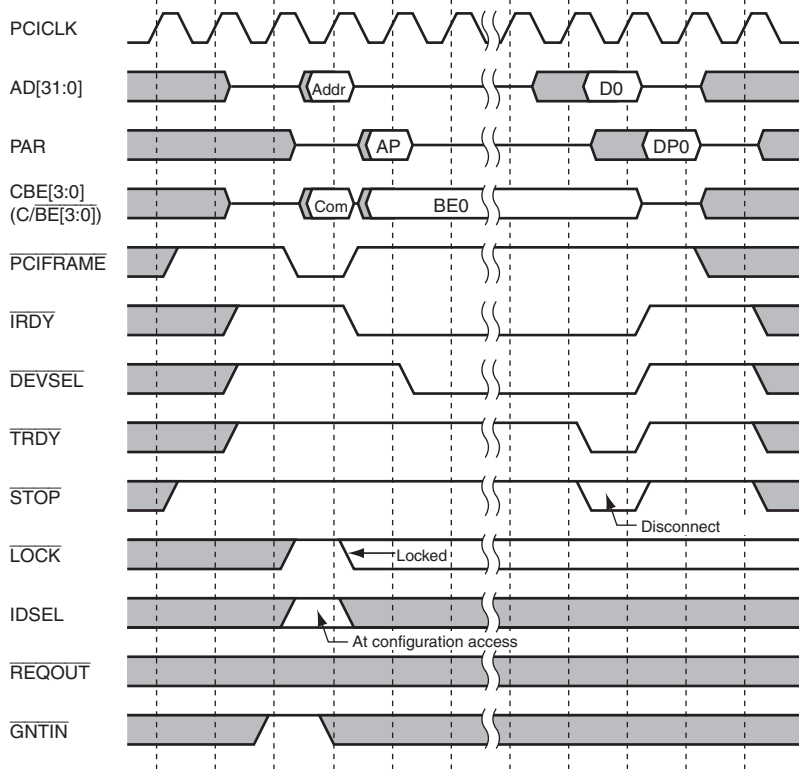 PCICLK
AD[31:0]
Addr
D0
PAR
AP
DP0
CBE[3:0]
(C/BE[3:0])
Com
BE0
PCIFRAME
IRDY
DEVSEL
TRDY
STOP
Disconnect
LOCK
Locked
IDSEL
At configuration access
REQOUT
GNTIN